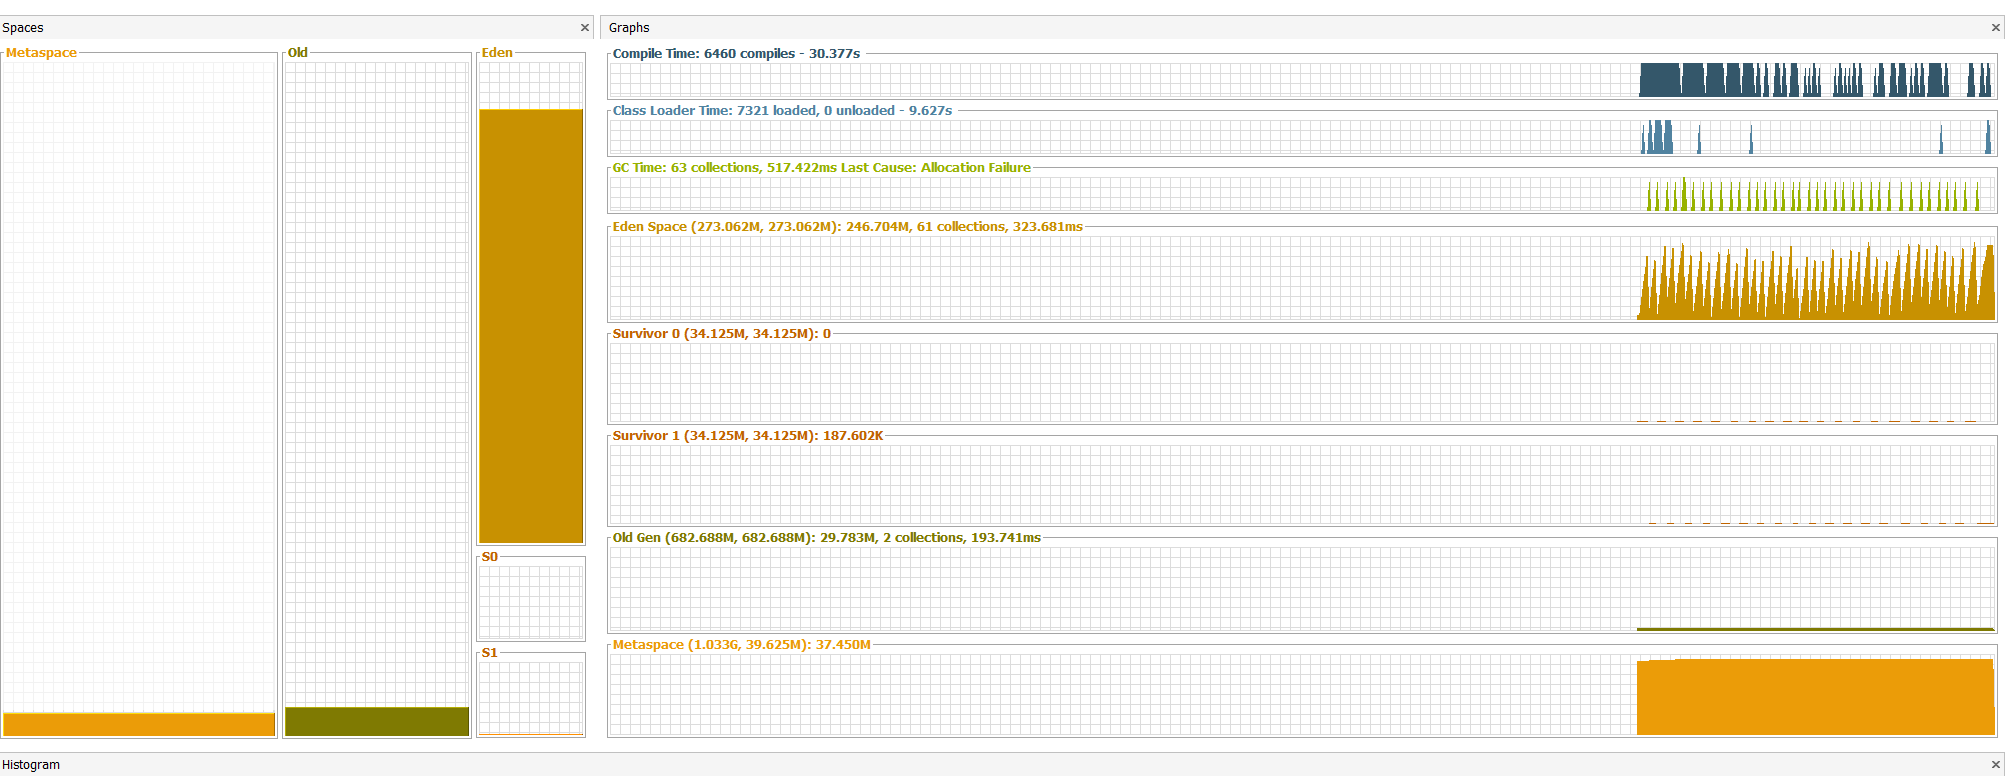 Spaces
Graphs
Metaspace
Old
Eden
S0
S1
Compile Time: 6460 compiles - 30.377s
Class Loader Time: 7321 loaded, 0 unloaded - 9.627s
GC Time: 63 collections, 517.422ms Last Cause: Allocation Failure
Eden Space (273.062M, 273.062M): 246.704M, 61 collections, 323.681ms
Survivor 0 (34.125M, 34.125M): 0
Survivor 1 (34.125M, 34.125M): 187.602K
Old Gen (682.688M, 682.688M): 29.783M, 2 collections, 193.741ms
Metaspace (1.033G, 39.625M): 37.450M
Histogram